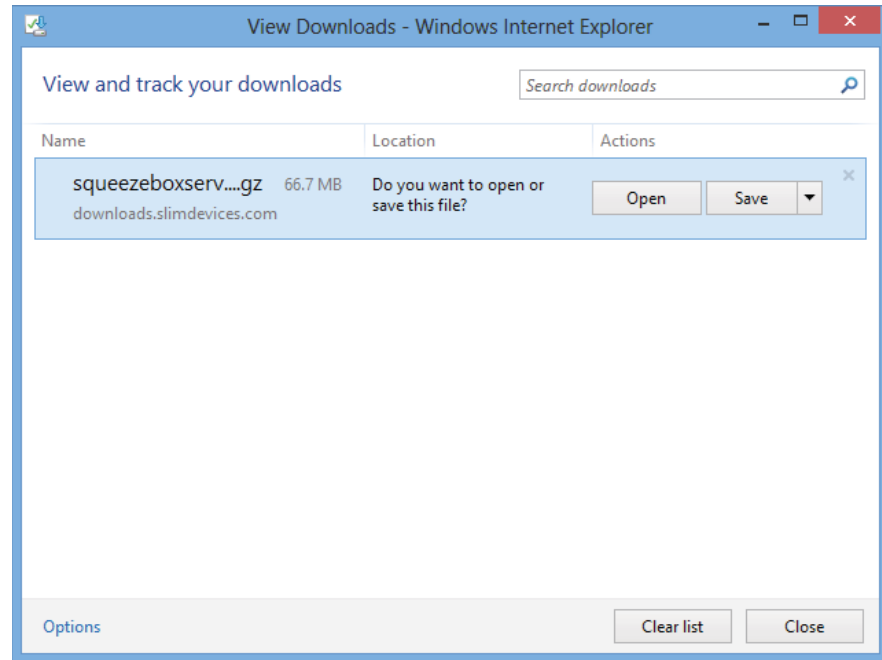 View Downloads - Windows Internet Explorer
View and track your downloads
Search downloads
Name Location Actions
squeezeboxserv....gz 66.7 MB Do you want to open or
save this file? Open Save
downloads.slimdevices.com
Options Clear list Close